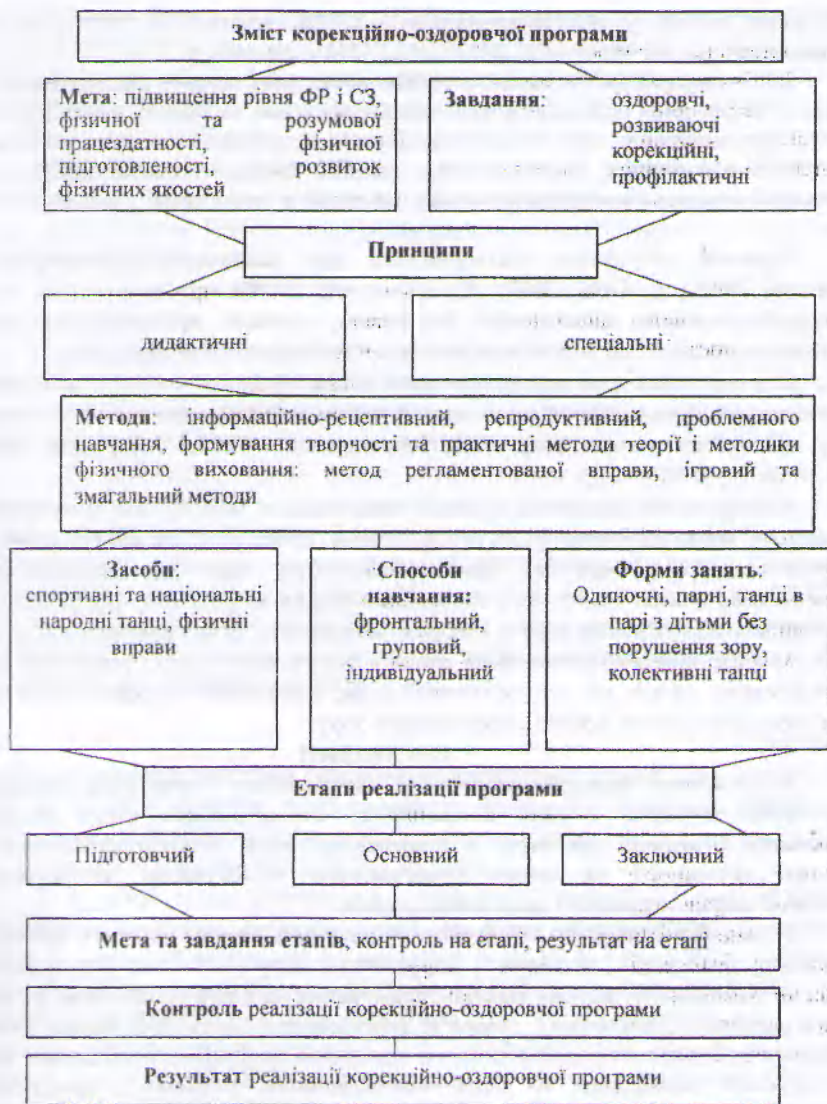 Зміст корекційно-оздоровчої програми
Мета: підвищення рівня ФР і СЗ,
фізичної та розумової
працездатності, фізичної
підготовленості, розвиток
фізичних якостей
Завдання: оздоровчі,
розвиваючі
корекційні,
профілактичні
Принципи
дидактичні
спеціальні
Методи: інформаційно-рецептивний, репродуктивний, проблемного
навчання, формування творчості та практичні методи теорії і методики
фізичного виховання: метод регламентованої вправи, ігровий та
змагальний методи
Засоби:
спортивні та національні
народні танці, фізичні
вправи
Способи
навчання:
фронтальний,
груповий,
індивідуальний
Форми занять:
Одиночні, парні, танці в
парі з дітьми без
порушення зору,
колективні танці
Етапи реалізації програми
Підготовчий
Основний
Заключний
Мета та завдання етапів, контроль на етапі, результат на етапі
Контроль реалізації корекційно-оздоровчої програми
Результат реалізації корекційно-оздоровчої програми